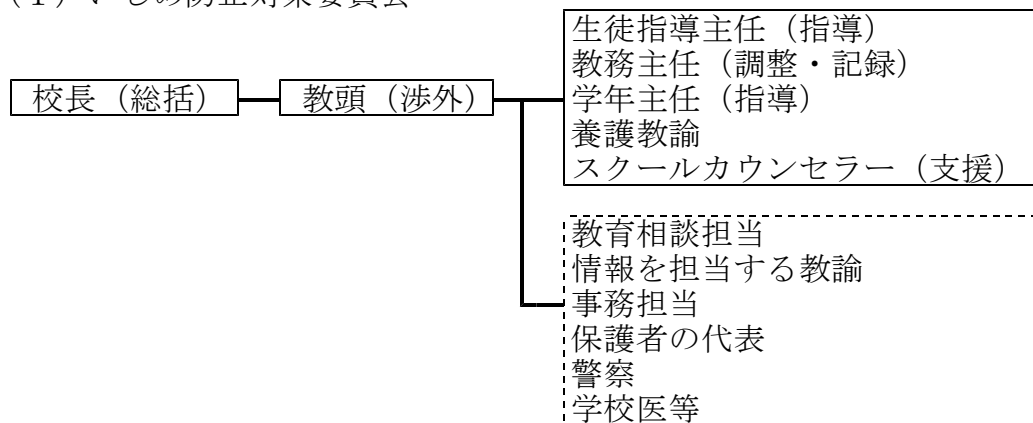 （１）いじめ防止対策委員会
生徒指導主任（指導）
教務主任（調整・記録）
校長（総括） 教頭（渉外） 学年主任（指導）
養護教諭
スクールカウンセラー（支援）
教育相談担当
情報を担当する教諭
事務担当
保護者の代表
警察
学校医等